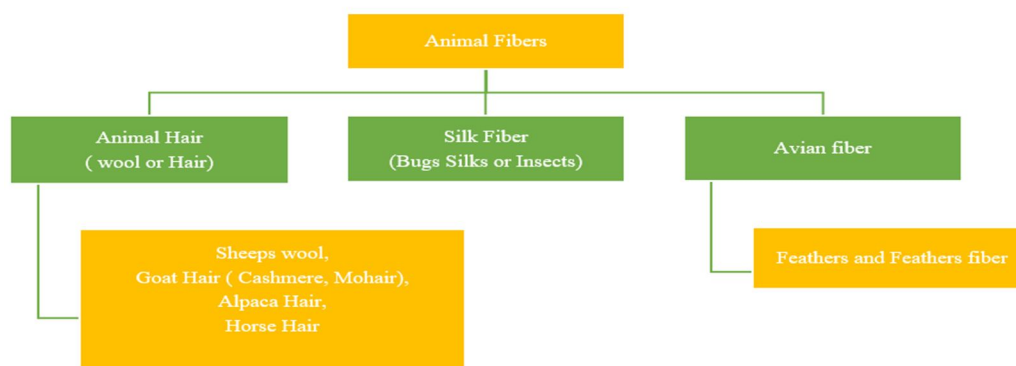 Animal Fibers
Animal Hair
( wool or Hair)
Silk Fiber
(Bugs Silks or Insects)
Avian fiber
Sheeps wool,
Goat Hair ( Cashmere, Mohair),
Alpaca Hair,
Horse Hair
Feathers and Feathers fiber